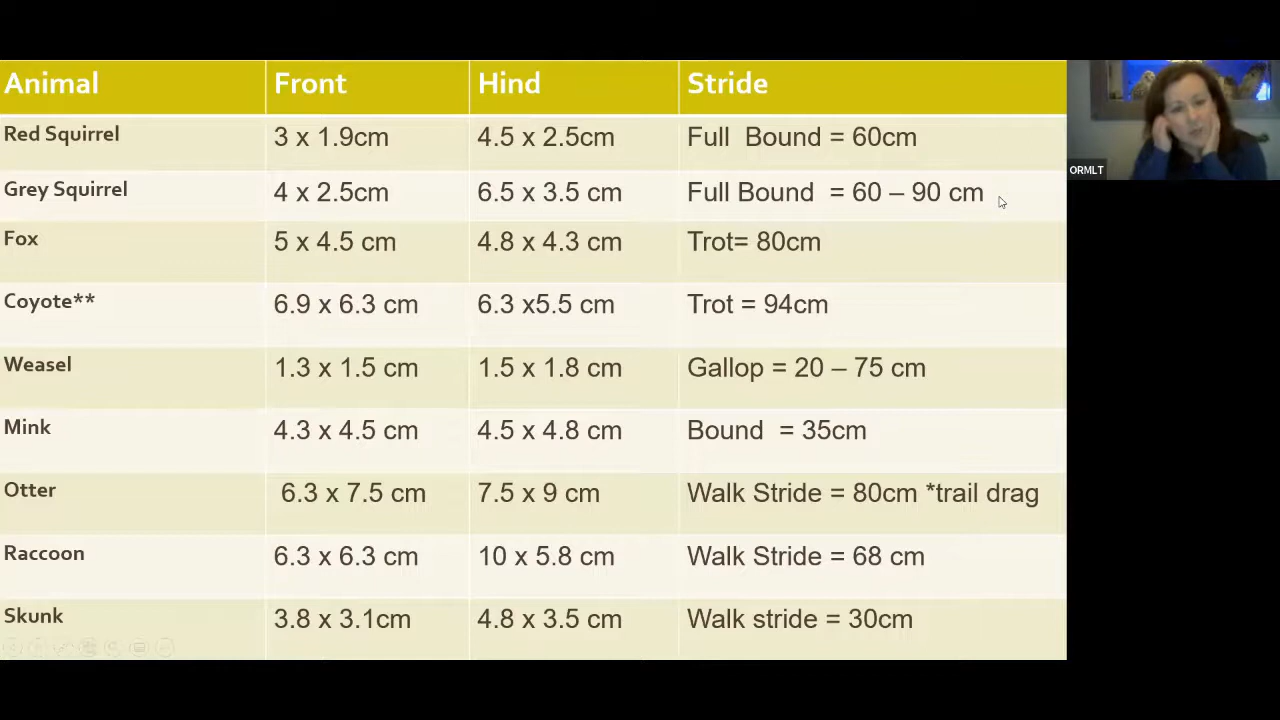 Animal Front Hind Stride
Red Squirrel 3 x 1.9cm 4.5 x 2.5cm Full Bound = 60cm
Grey Squirrel 4 x 2.5cm 6.5 x 3.5 cm Full Bound = 60 – 90 cm
Fox 5 x 4.5 cm 4.8 x 4.3 cm Trot= 80cm
Coyote** 6.9 x 6.3 cm 6.3 x5.5 cm Trot = 94cm
Weasel 1.3 x 1.5 cm 1.5 x 1.8 cm Gallop = 20 – 75 cm
Mink 4.3 x 4.5 cm 4.5 x 4.8 cm Bound = 35cm
Otter 6.3 x 7.5 cm 7.5 x 9 cm Walk Stride = 80cm *trail drag
Raccoon 6.3 x 6.3 cm 10 x 5.8 cm Walk Stride = 68 cm
Skunk 3.8 x 3.1cm 4.8 x 3.5 cm Walk stride = 30cm
ORMLT